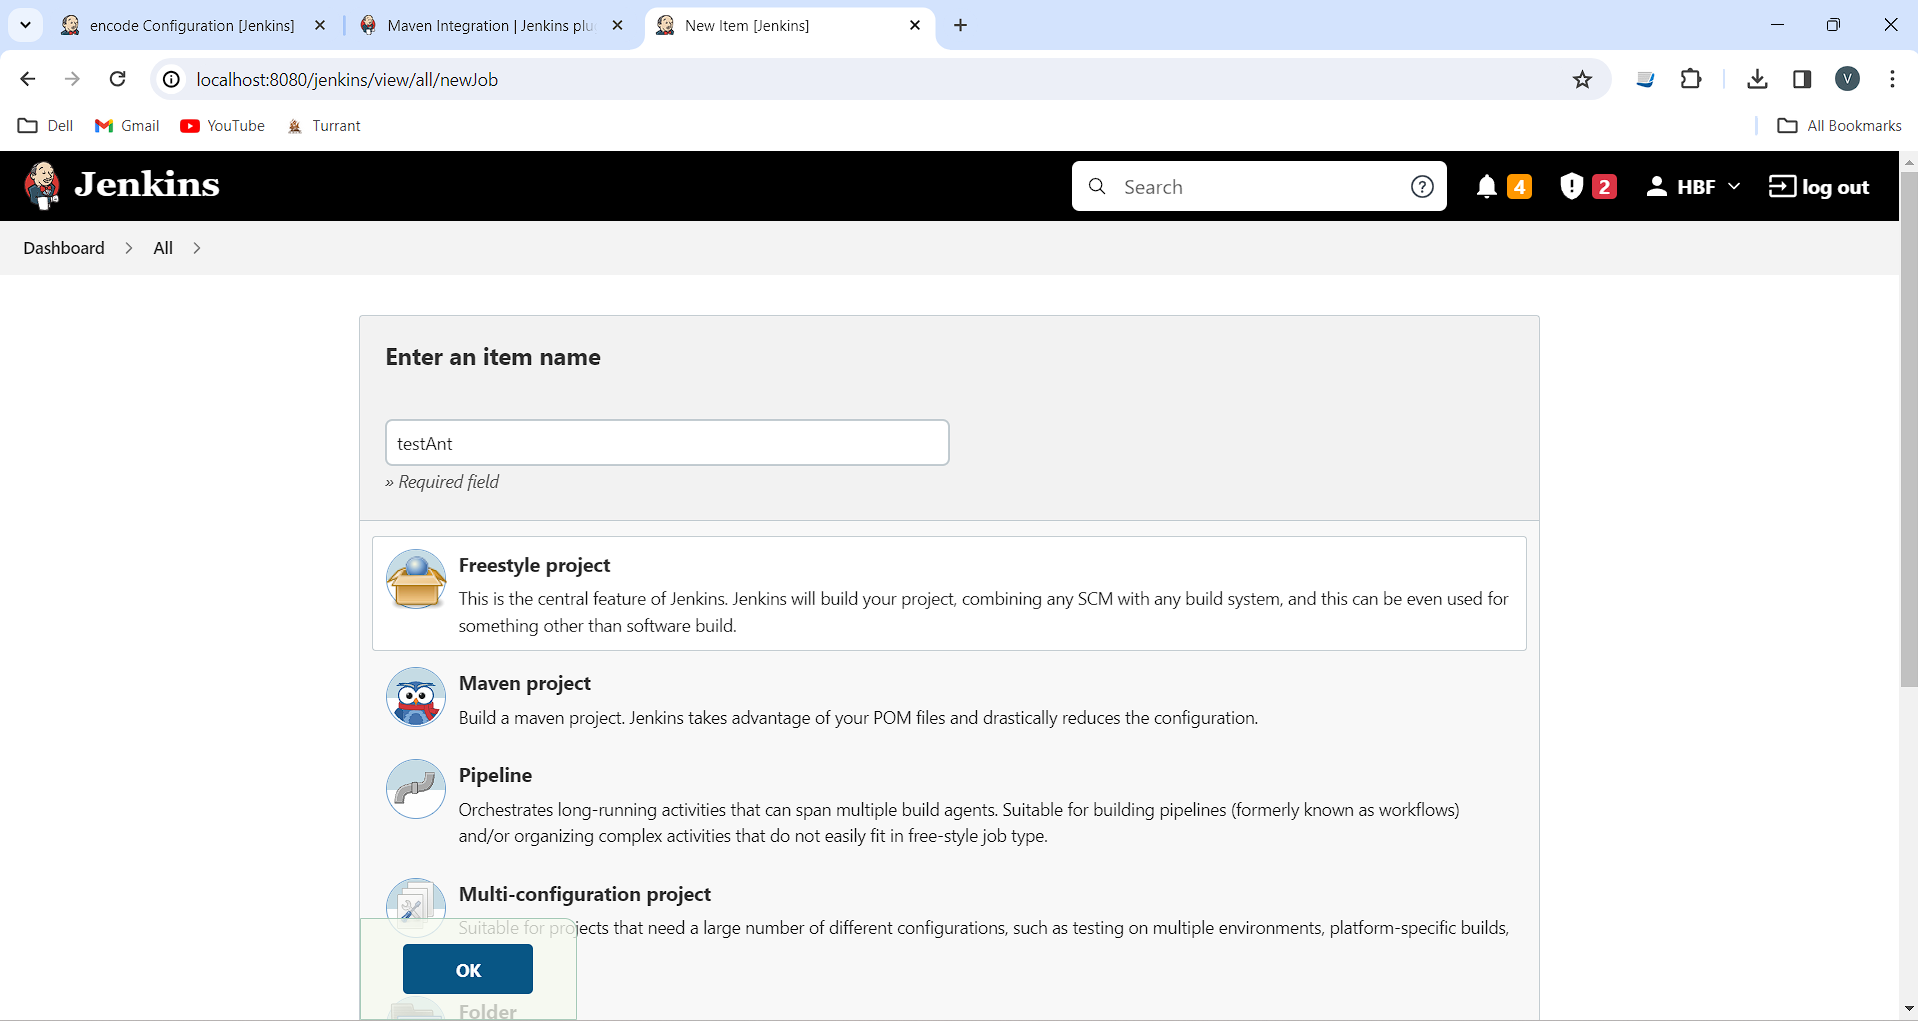 encode Configuration [Jenkins]
Maven Integration | Jenkins plu
New Item [Jenkins]
localhost:8080/jenkins/view/all/newJob
V
Dell
Gmail
YouTube
Turrant
All Bookmarks
Jenkins
Search
4
2
HBF
log out
Dashboard
All
Enter an item name
testAnt
» Required field
Freestyle project
This is the central feature of Jenkins. Jenkins will build your project, combining any SCM with any build system, and this can be even used for
something other than software build.
Maven project
Build a maven project. Jenkins takes advantage of your POM files and drastically reduces the configuration.
Pipeline
Orchestrates long-running activities that can span multiple build agents. Suitable for building pipelines (formerly known as workflows)
and/or organizing complex activities that do not easily fit in free-style job type.
Multi-configuration project
Suitable for projects that need a large number of different configurations, such as testing on multiple environments, platform-specific builds,
OK
Folder